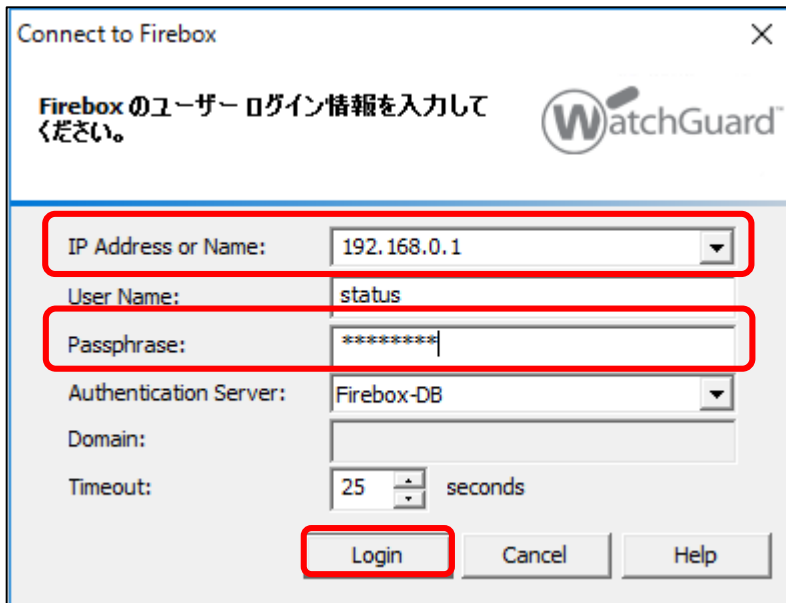 Connect to Firebox
Firebox のユーザー ログイン情報を入力して
ください。
WatchGuard™
IP Address or Name: 192.168.0.1
User Name: status
Passphrase: ********
Authentication Server: Firebox-DB
Domain:
Timeout: 25 seconds
Login Cancel Help